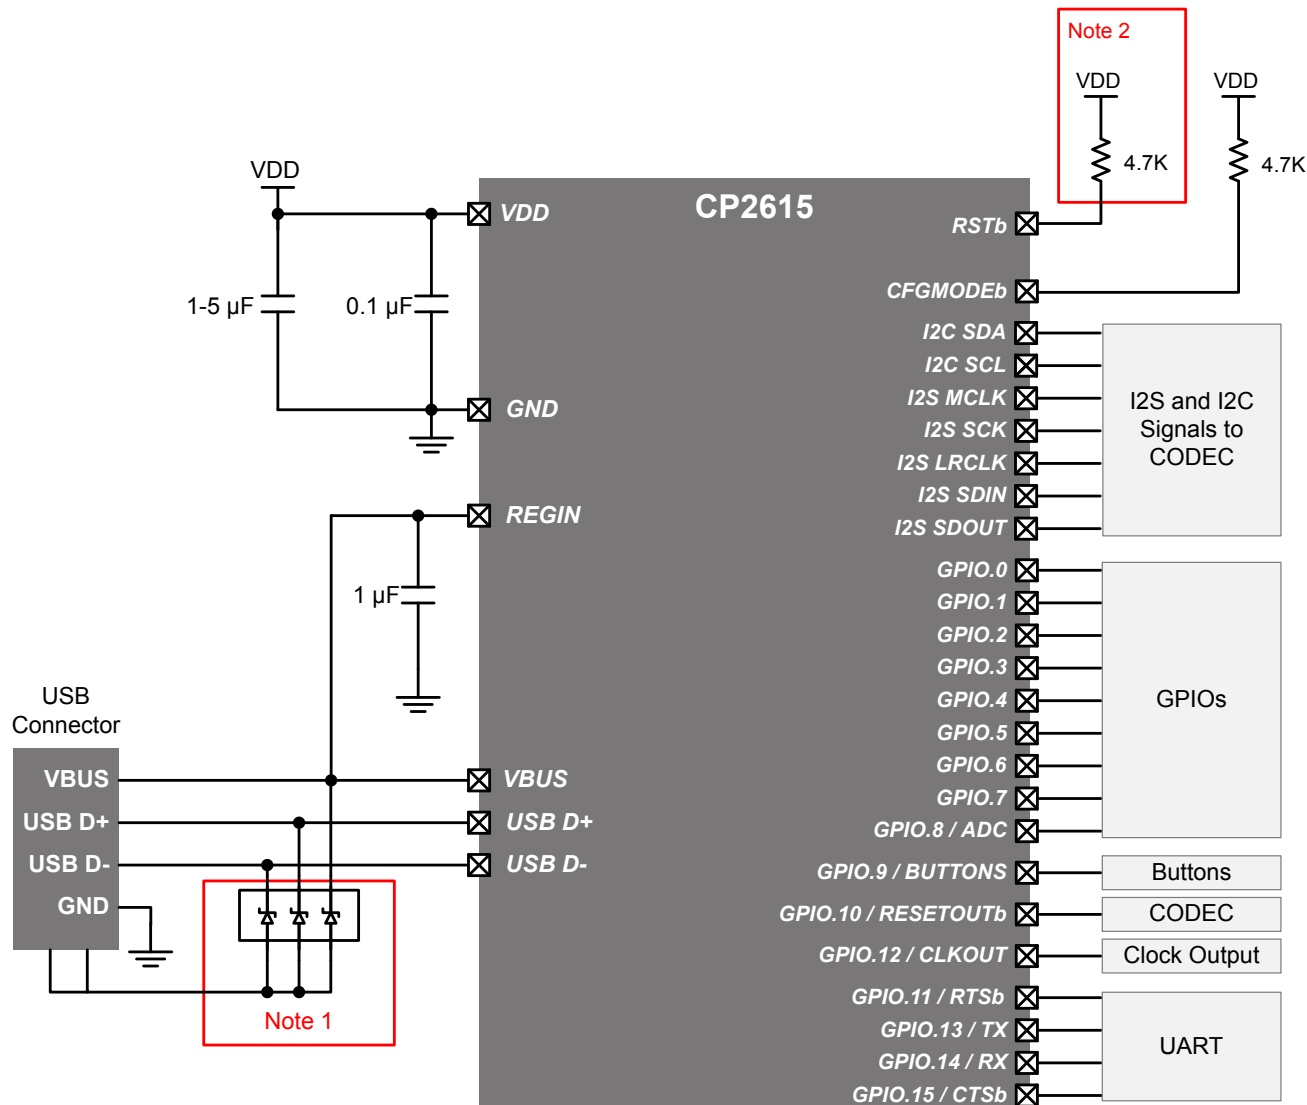 Note 2
VDD
VDD
4.7K
4.7K
VDD
1-5 µF
0.1 µF
CP2615
VDD
GND
REGIN
1 µF
VBUS
USB D+
USB D-
RSTb
CFGMODEb
I2C SDA
I2C SCL
I2S MCLK
I2S SCK
I2S LRCLK
I2S SDIN
I2S SDOUT
I2S and I2C
Signals to
CODEC
GPIO.0
GPIO.1
GPIO.2
GPIO.3
GPIO.4
GPIO.5
GPIO.6
GPIO.7
GPIO.8 / ADC
GPIOs
GPIO.9 / BUTTONS
Buttons
GPIO.10 / RESETOUTb
CODEC
GPIO.12 / CLKOUT
Clock Output
GPIO.11 / RTSb
GPIO.13 / TX
GPIO.14 / RX
GPIO.15 / CTSb
UART
USB
Connector
VBUS
USB D+
USB D-
GND
Note 1